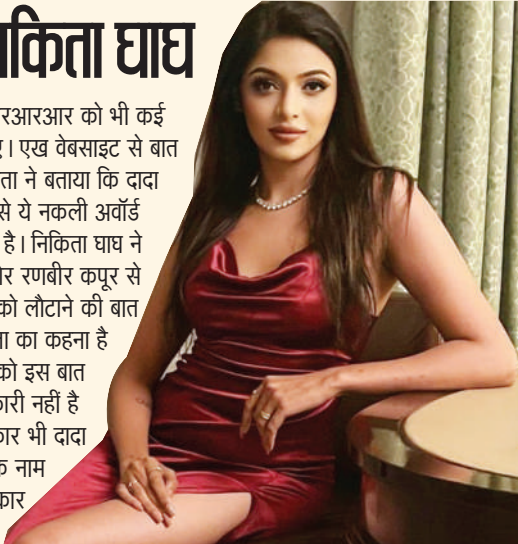 निकिता घाघ
रआरआर को भी कई
ए। एख वेबसाइट से बात
ता ने बताया कि दादा
से ये नकली अवॉर्ड
है। निकिता घाघ ने
र रणबीर कपूर से
को लौटाने की बात
ा का कहना है
को इस बात
कारी नहीं है
कार भी दादा
के नाम
कार